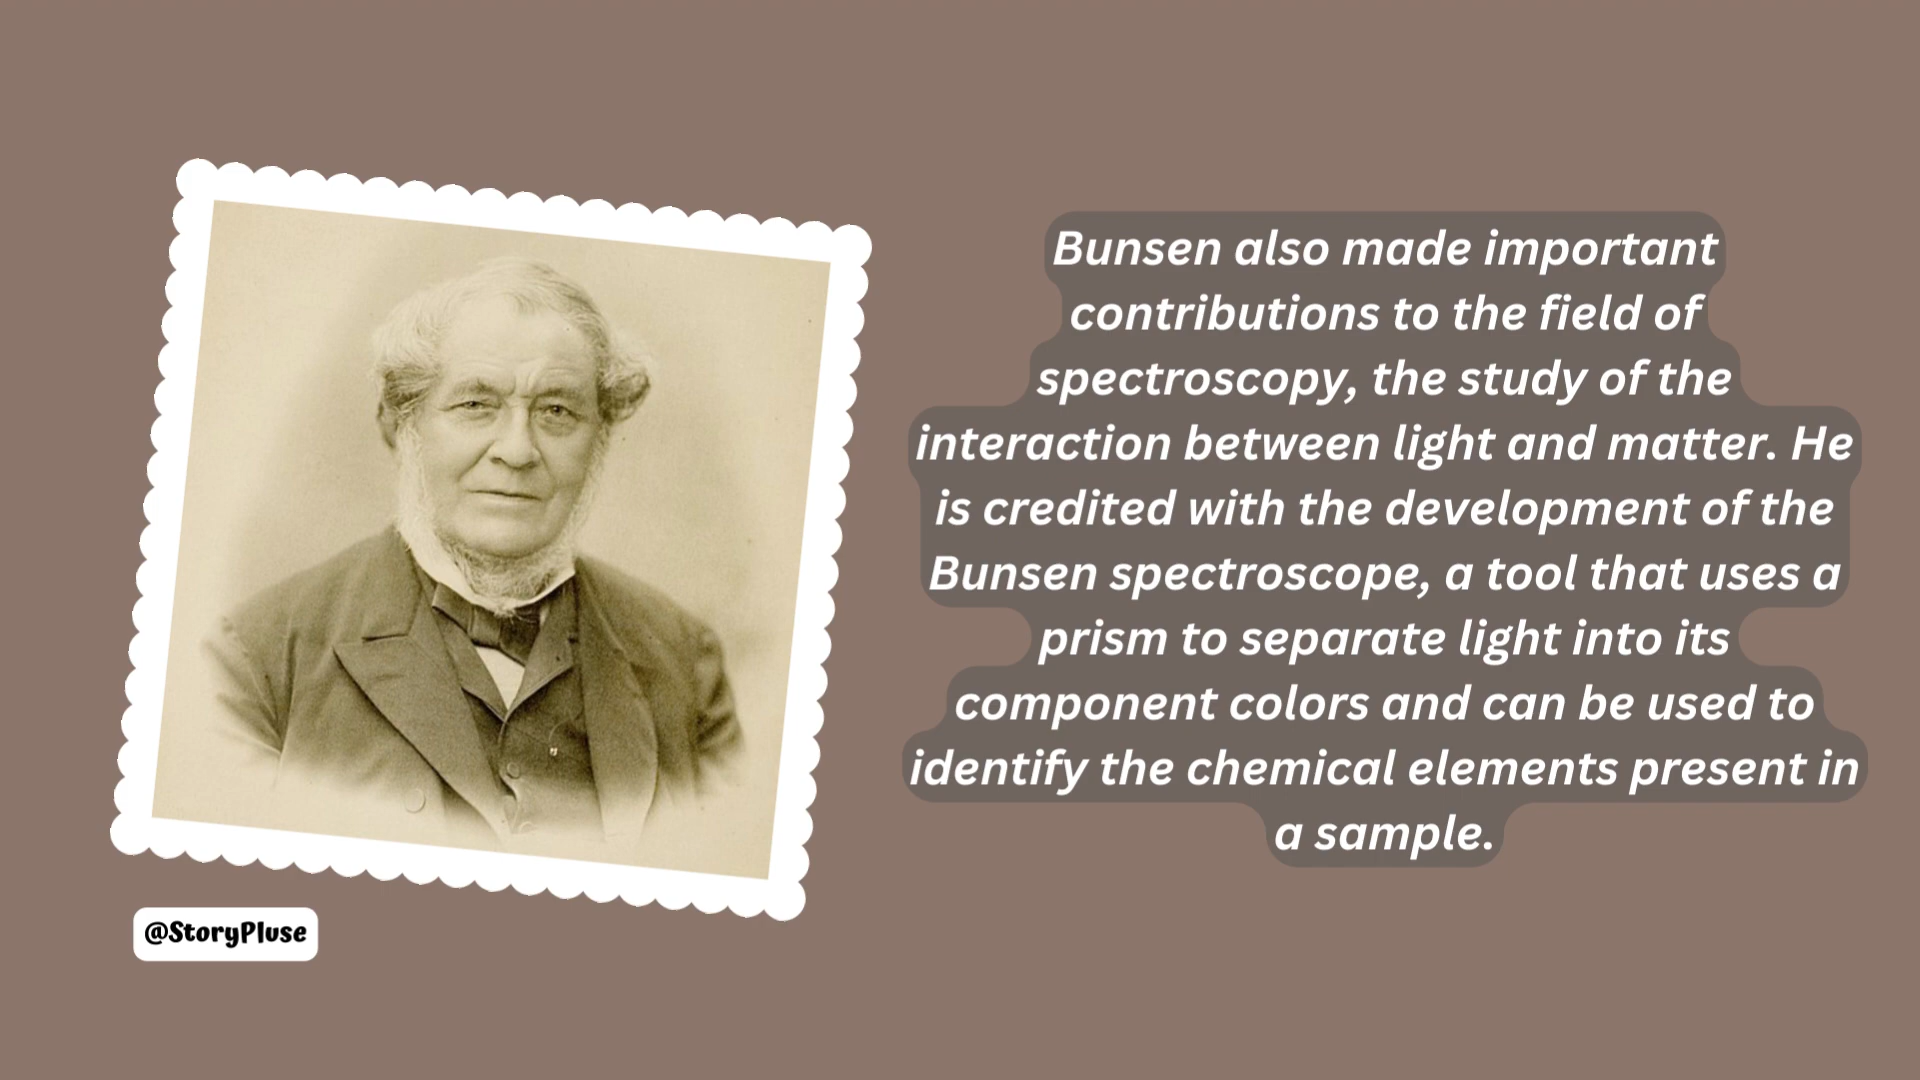 Bunsen also made important
contributions to the field of
spectroscopy, the study of the
interaction between light and matter. He
is credited with the development of the
Bunsen spectroscope, a tool that uses a
prism to separate light into its
component colors and can be used to
identify the chemical elements present in
a sample.
@StoryPluse